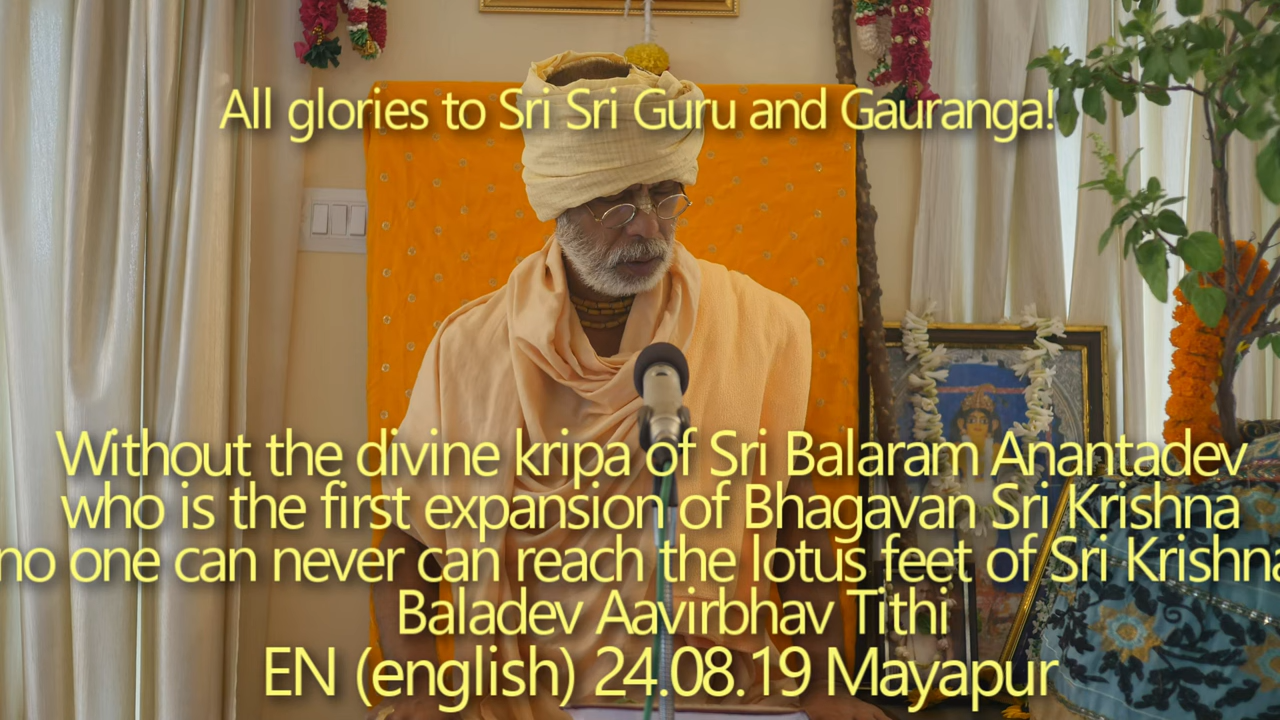 All glories to Sri Sri Guru and Gauranga!
Without the divine kripa of Sri Balaram Anantadev
who is the first expansion of Bhagavan Sri Krishna
no one can never can reach the lotus feet of Sri Krishna
Baladev Aavirbhav Tithi
EN (english) 24.08.19 Mayapur